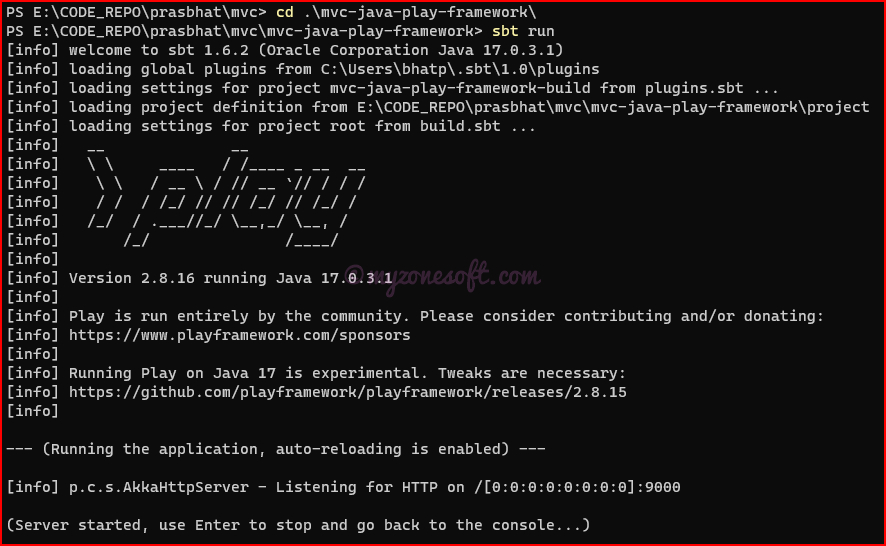 PS E:\CODE_REPO\prasbhat\mvc> cd .\mvc-java-play-framework\
PS E:\CODE_REPO\prasbhat\mvc\mvc-java-play-framework> sbt run
[info] welcome to sbt 1.6.2 (Oracle Corporation Java 17.0.3.1)
[info] loading global plugins from C:\Users\bhatp\.sbt\1.0\plugins
[info] loading settings for project mvc-java-play-framework-build from plugins.sbt ...
[info] loading project definition from E:\CODE_REPO\prasbhat\mvc\mvc-java-play-framework\project
[info] loading settings for project root from build.sbt ...
[info]   __              __
[info]   \ \     ____   / /____ _ __  __
[info]    \ \   / __ \ / // __ `// / / /
[info]    / /  / /_/ // // /_/ // /_/ /
[info]   /_/  / .___//_/ \__,_/ \__, /
[info]       /_/               /____/
[info]
[info] Version 2.8.16 running Java 17.0.3.1
© myzonesoft.com
[info]
[info] Play is run entirely by the community. Please consider contributing and/or donating:
[info] https://www.playframework.com/sponsors
[info]
[info] Running Play on Java 17 is experimental. Tweaks are necessary:
[info] https://github.com/playframework/playframework/releases/2.8.15
[info]
--- (Running the application, auto-reloading is enabled) ---
[info] p.c.s.AkkaHttpServer - Listening for HTTP on /[0:0:0:0:0:0:0:0]:9000
(Server started, use Enter to stop and go back to the console...)